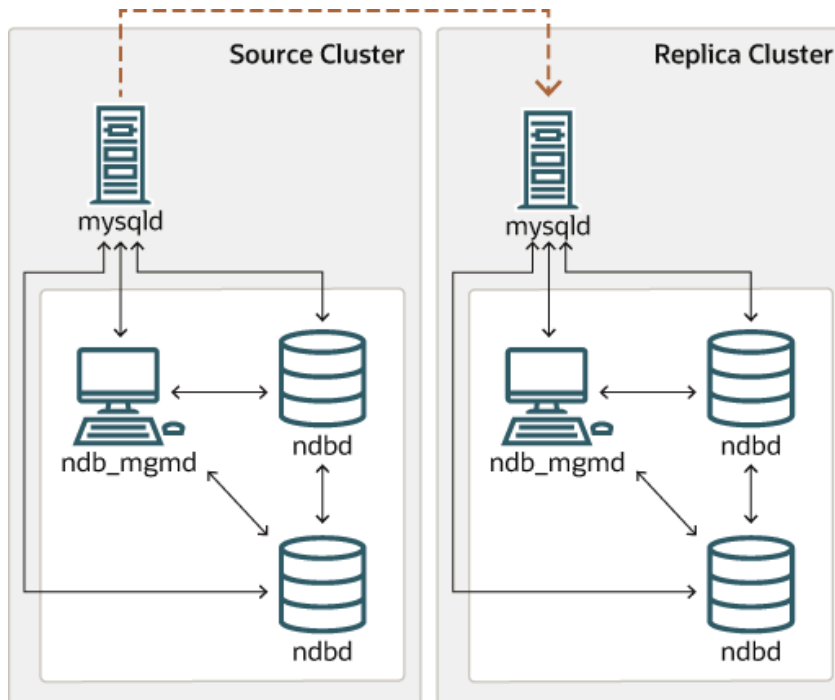 Source Cluster
mysqld
ndb_mgmd
ndbd
ndbd
Replica Cluster
mysqld
ndb_mgmd
ndbd
ndbd